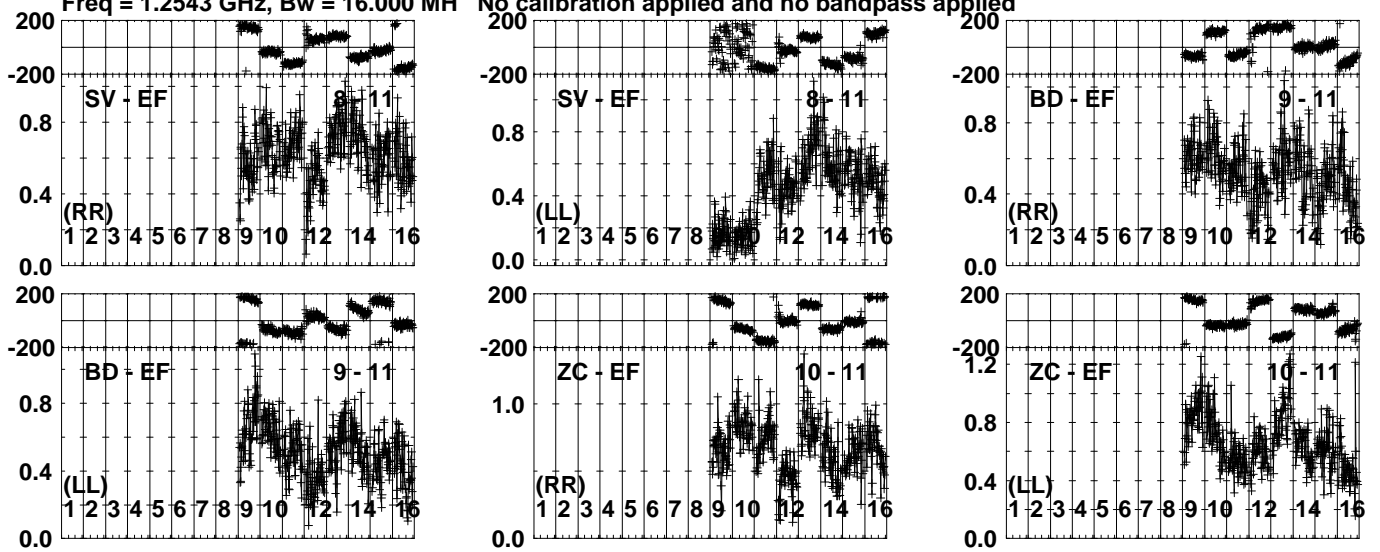 Freq = 1.2543 GHz, Bw = 16.000 MH No calibration applied and no bandpass applied
200
-200
SV - EF 8 - 11
0.8
0.4
(RR)
1 2 3 4 5 6 7 8 9 10 12 14 16
0.0
200
-200
SV - EF 8 - 11
0.8
0.4
(LL)
1 2 3 4 5 6 7 8 9 10 12 14 16
0.0
200
-200
BD - EF 9 - 11
0.8
0.4
(RR)
1 2 3 4 5 6 7 8 9 10 12 14 16
0.0
200
-200
BD - EF 9 - 11
0.8
0.4
(LL)
1 2 3 4 5 6 7 8 9 10 12 14 16
0.0
200
-200
ZC - EF 10 - 11
1.0
(RR)
1 2 3 4 5 6 7 8 9 10 12 14 16
0.0
200
-200
1.2
ZC - EF 10 - 11
0.8
0.4
(LL)
1 2 3 4 5 6 7 8 9 10 12 14 16
0.0